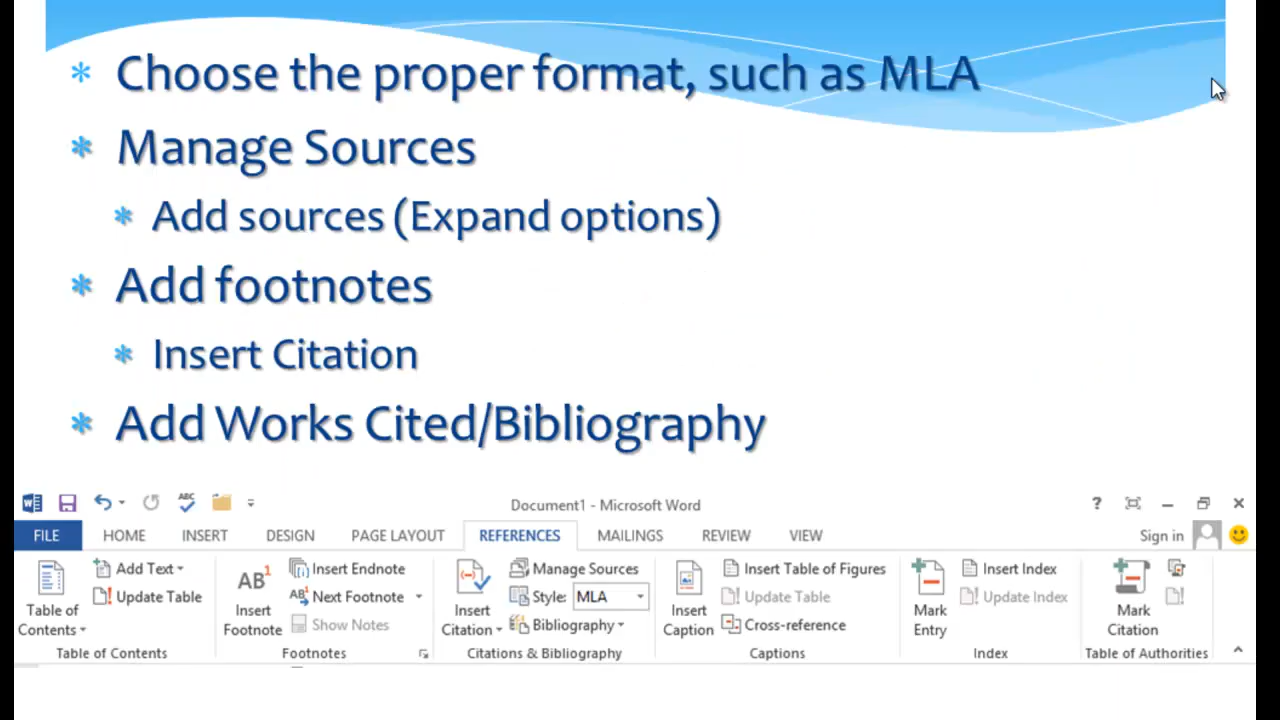 Choose the proper format, such as MLA
Manage Sources
Add sources (Expand options)
Add footnotes
Insert Citation
Add Works Cited/Bibliography
ABC
Document1 - Microsoft Word
?
FILE HOME INSERT DESIGN PAGE LAYOUT REFERENCES MAILINGS REVIEW VIEW Sign in
Table of Contents
Add Text
Update Table
Table of Contents
AB1
Insert Footnote
Insert Endnote
Next Footnote
Show Notes
Footnotes
Insert Citation
Manage Sources
Style: MLA
Bibliography
Citations & Bibliography
Insert Caption
Insert Table of Figures
Update Table
Cross-reference
Captions
Mark Entry
Insert Index
Update Index
Index
Mark Citation
Table of Authorities